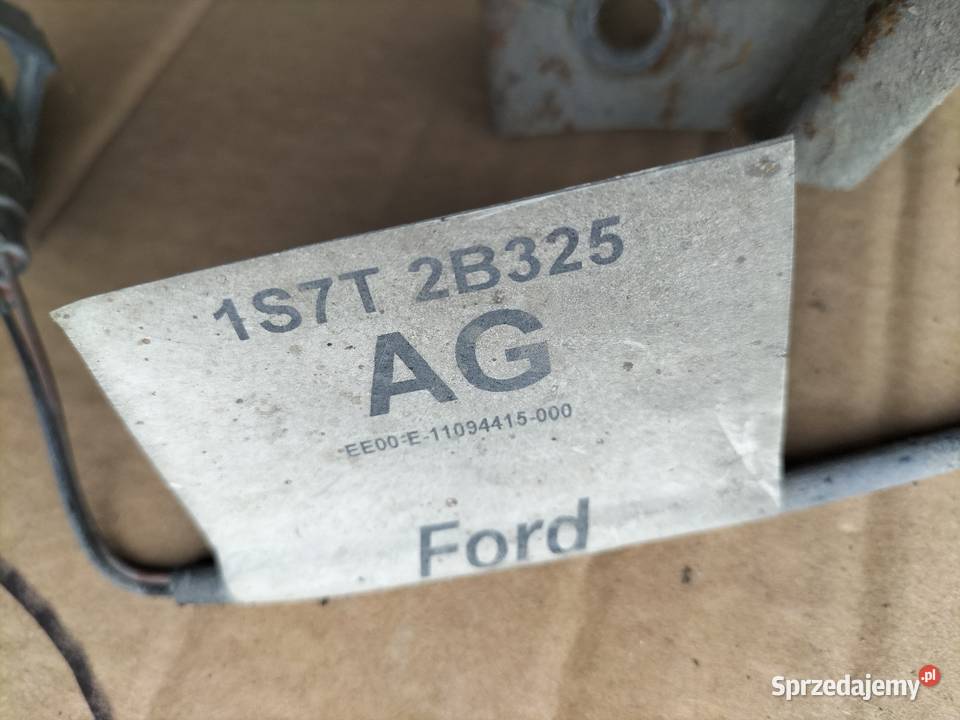 1S7T 2B325
AG
EE00-E-11094415-000
Ford
Sprzedajemy.pl